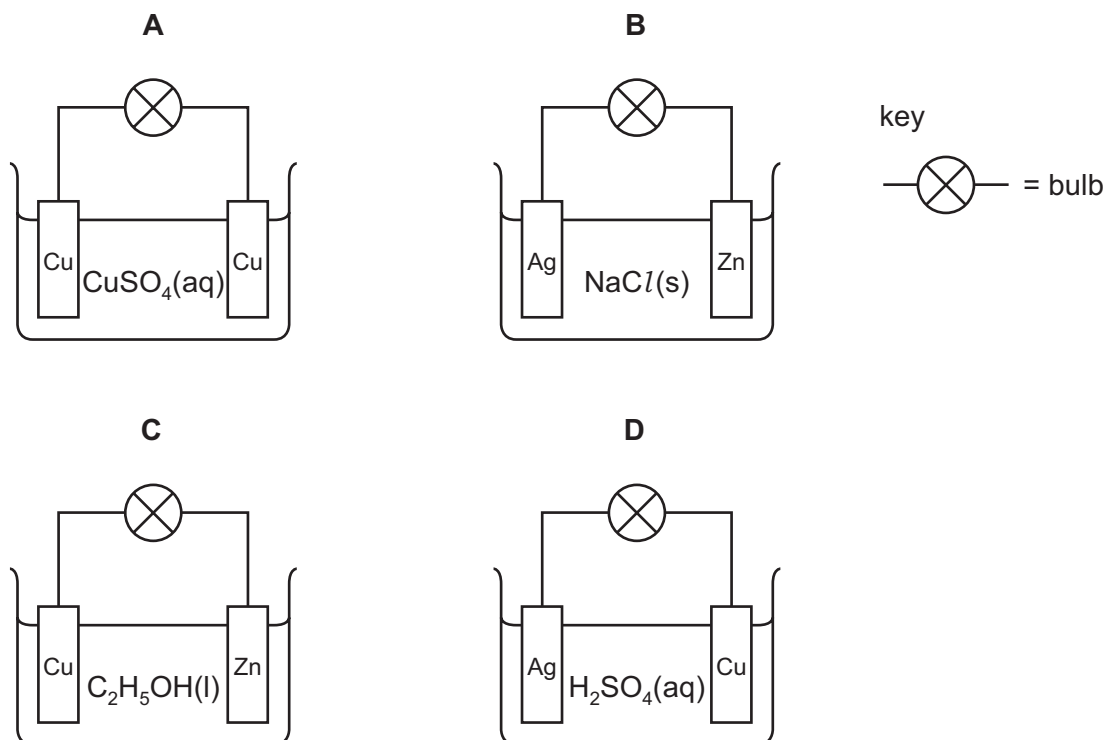 A
B
key
= bulb
Cu
CuSO₄(aq)
Cu
Ag
NaCl(s)
Zn
C
D
Cu
C₂H₅OH(l)
Zn
Ag
H₂SO₄(aq)
Cu